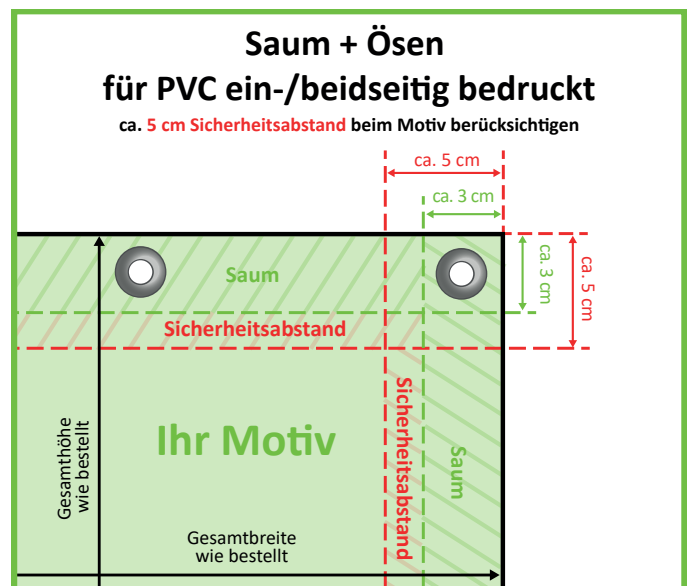 Saum + Ösen
für PVC ein-/beidseitig bedruckt
ca. 5 cm Sicherheitsabstand beim Motiv berücksichtigen
ca. 5 cm
ca. 3 cm
Saum
ca. 3 cm
ca. 5 cm
Sicherheitsabstand
Ihr Motiv
Gesamthöhe
wie bestellt
Sicherheitsabstand
Saum
Gesamtbreite
wie bestellt